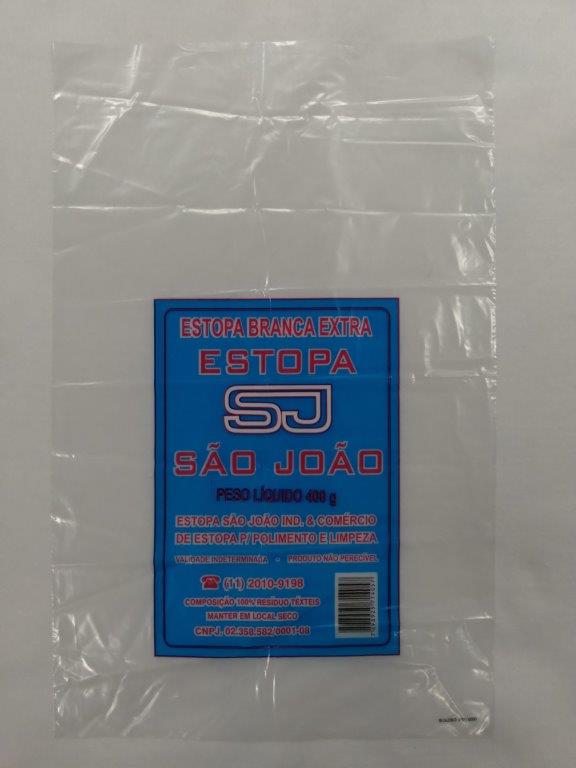 ESTOPA BRANCA EXTRA
ESTOPA
SJ
SÃO JOÃO
PESO LÍQUIDO 400 g
ESTOPA SÃO JOÃO IND. & COMÉRCIO
DE ESTOPA P/ POLIMENTO E LIMPEZA
VALIDADE INDETERMINADA - PRODUTO NÃO PERECÍVEL
(11) 2010-9198
COMPOSIÇÃO 100% RESÍDUO TÊXTEIS
MANTER EM LOCAL SECO
CNPJ. 02.358.582/0001-08